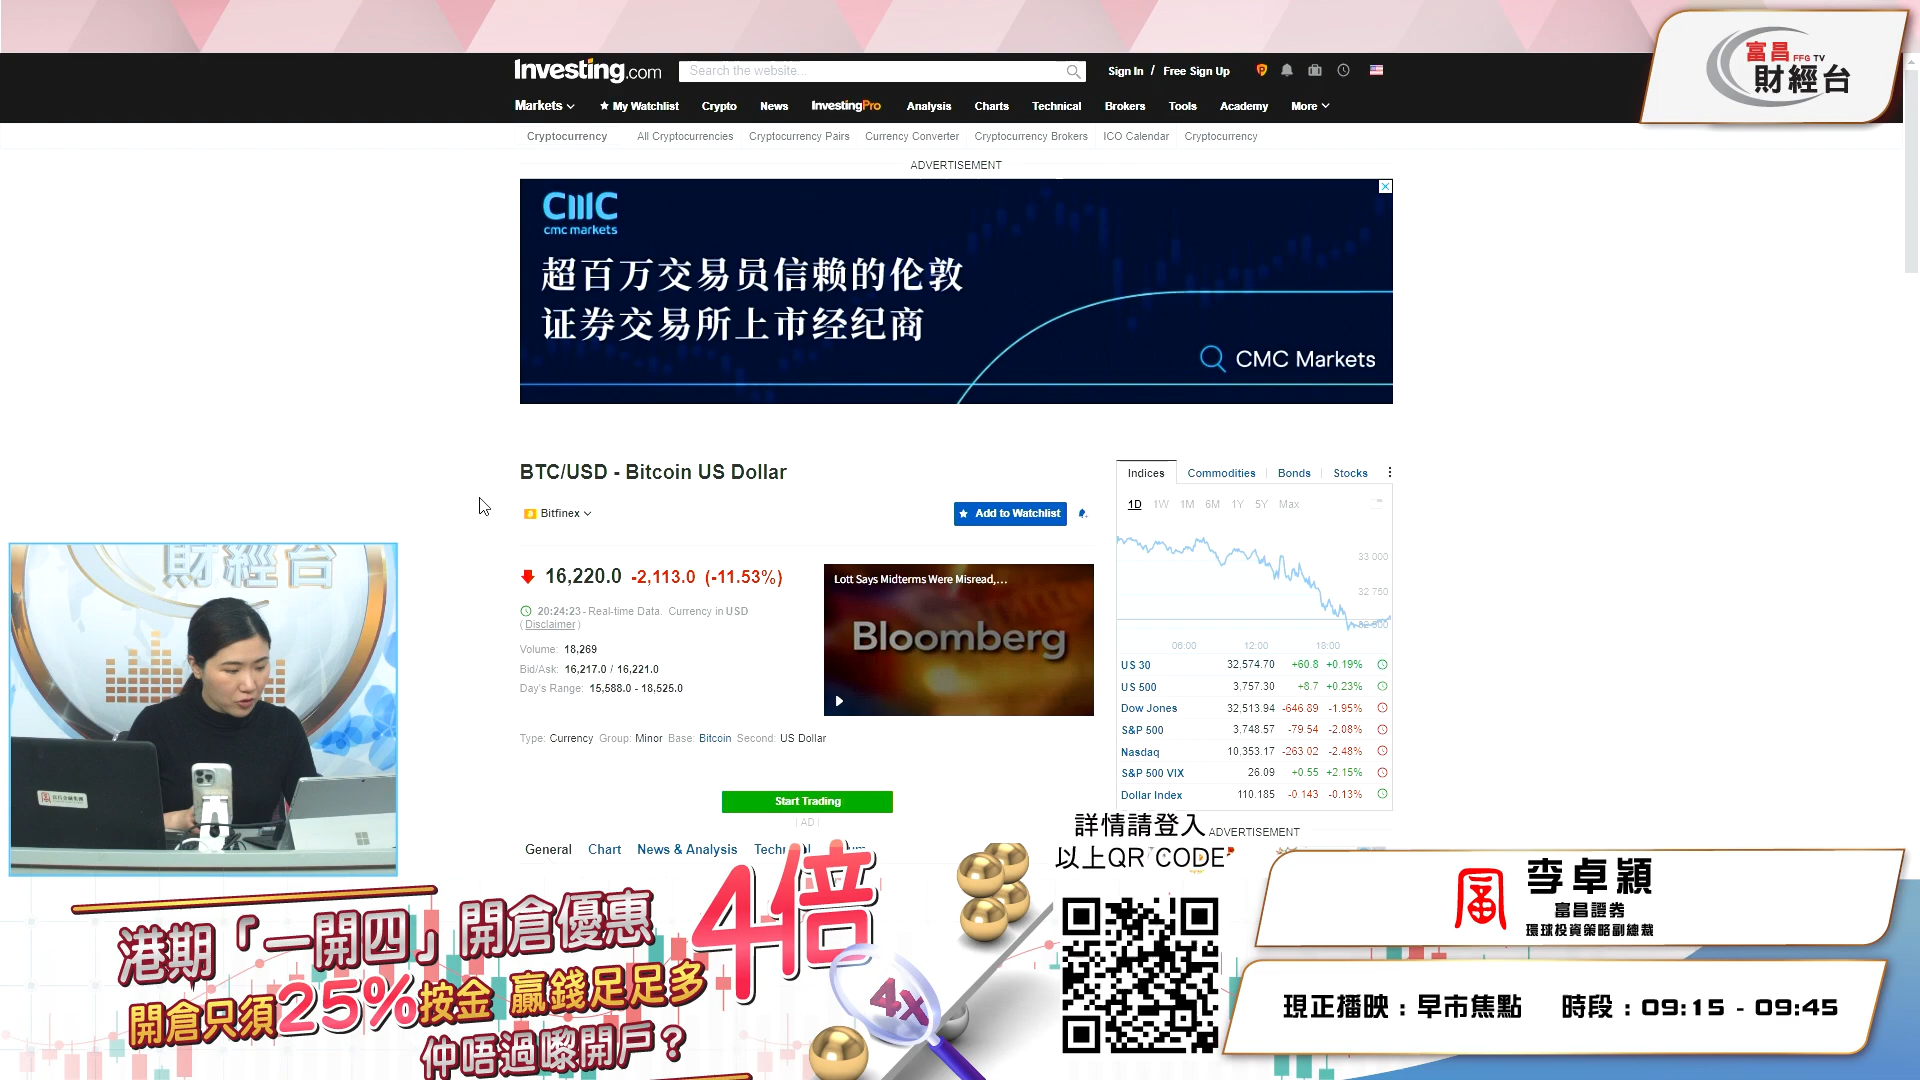 Investing.com
Search the website...
Sign In / Free Sign Up
富昌
FFG TV
財經台
Markets
My Watchlist
Crypto
News
InvestingPro
Analysis
Charts
Technical
Brokers
Tools
Academy
More
Cryptocurrency
All Cryptocurrencies
Cryptocurrency Pairs
Currency Converter
Cryptocurrency Brokers
ICO Calendar
Cryptocurrency
ADVERTISEMENT
CMC
cmc markets
超百万交易员信赖的伦敦
证券交易所上市经纪商
CMC Markets
BTC/USD - Bitcoin US Dollar
Bitfinex
Add to Watchlist
16,220.0 -2,113.0 (-11.53%)
20:24:23 - Real-time Data. Currency in USD
( Disclaimer )
Volume: 18,269
Bid/Ask: 16,217.0 / 16,221.0
Day's Range: 15,588.0 - 18,525.0
Lott Says Midterms Were Misread,...
Bloomberg
Type: Currency Group: Minor Base: Bitcoin Second: US Dollar
Start Trading
| AD |
General
Chart
News & Analysis
Indices
Commodities
Bonds
Stocks
1D 1W 1M 6M 1Y 5Y Max
33 000
32 750
32 500
06:00 12:00 18:00
US 30 32,574.70 +60.8 +0.19%
US 500 3,757.30 +8.7 +0.23%
Dow Jones 32,513.94 -646.89 -1.95%
S&P 500 3,748.57 -79.54 -2.08%
Nasdaq 10,353.17 -263.02 -2.48%
S&P 500 VIX 26.09 +0.55 +2.15%
Dollar Index 110.185 -0.143 -0.13%
ADVERTISEMENT
財經台
詳情請登入
以上QR CODE
港期「一開四」開倉優惠
4倍
開倉只須25%按金 贏錢足足多
仲唔過嚟開戶？
4x
李卓穎
富昌證券
環球投資策略副總裁
現正播映：早市焦點 時段：09:15 - 09:45